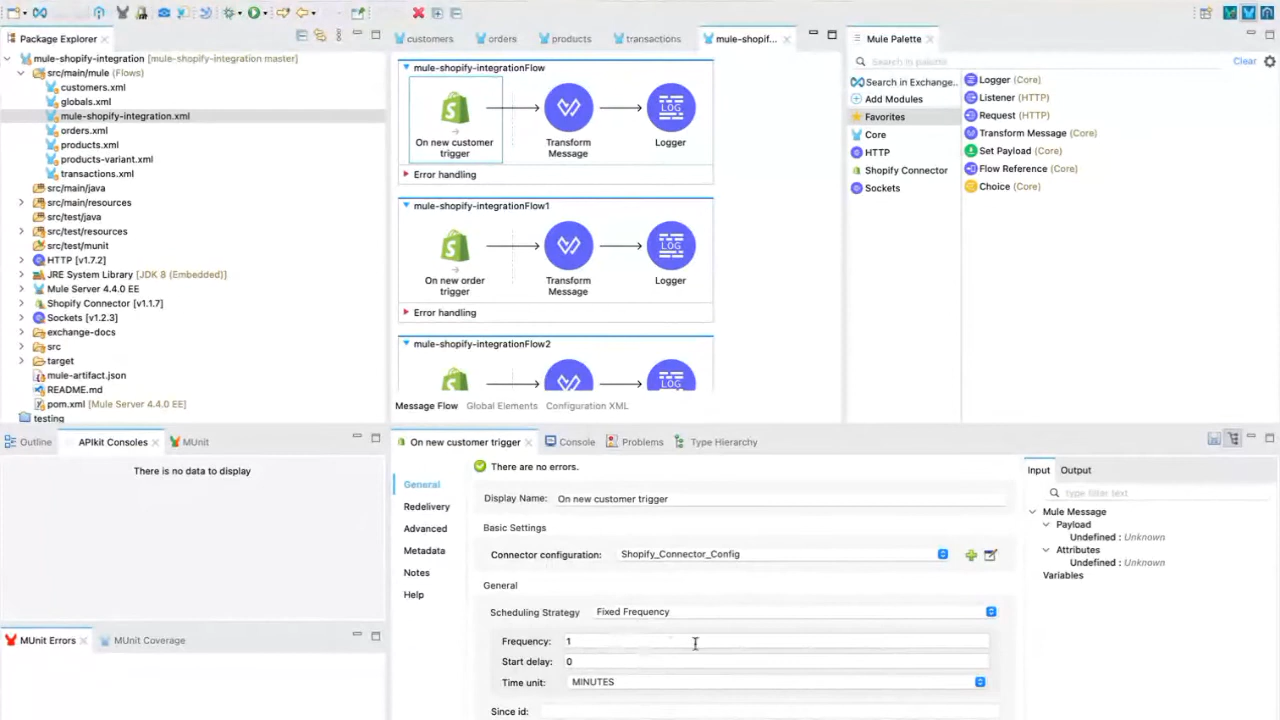 Package Explorer
mule-shopify-integration [mule-shopify-integration master]
src/main/mule (Flows)
customers.xml
globals.xml
mule-shopify-integration.xml
orders.xml
products.xml
products-variant.xml
transactions.xml
src/main/java
src/main/resources
src/test/java
src/test/resources
src/test/munit
HTTP [v1.7.2]
JRE System Library [JDK 8 (Embedded)]
Mule Server 4.4.0 EE
Shopify Connector [v1.1.7]
Sockets [v1.2.3]
exchange-docs
src
target
mule-artifact.json
README.md
pom.xml [Mule Server 4.4.0 EE]
testing
customers
orders
products
transactions
mule-shopif...
mule-shopify-integrationFlow
On new customer
trigger
Transform
Message
LOG
Logger
Error handling
mule-shopify-integrationFlow1
On new order
trigger
Transform
Message
LOG
Logger
Error handling
mule-shopify-integrationFlow2
LOG
Message Flow Global Elements Configuration XML
Mule Palette
Search in palette
Clear
Search in Exchange...
Add Modules
Favorites
Core
HTTP
Shopify Connector
Sockets
Logger (Core)
Listener (HTTP)
Request (HTTP)
Transform Message (Core)
Set Payload (Core)
Flow Reference (Core)
Choice (Core)
Outline APIkit Consoles MUnit
There is no data to display
MUnit Errors MUnit Coverage
On new customer trigger Console Problems Type Hierarchy
General
Redelivery
Advanced
Metadata
Notes
Help
There are no errors.
Display Name: On new customer trigger
Basic Settings
Connector configuration: Shopify_Connector_Config
General
Scheduling Strategy Fixed Frequency
Frequency: 1
Start delay: 0
Time unit: MINUTES
Since id:
Input Output
type filter text
Mule Message
Payload
Undefined : Unknown
Attributes
Undefined : Unknown
Variables